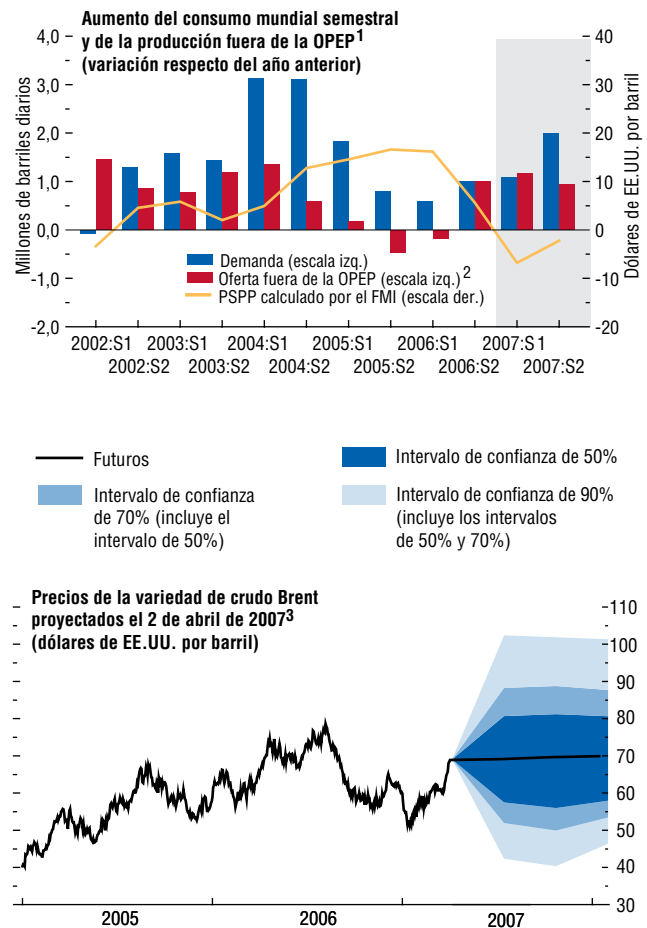 Aumento del consumo mundial semestral
y de la producción fuera de la OPEP1
(variación respecto del año anterior)
Millones de barriles diarios
4,0
3,0
2,0
1,0
0,0
-1,0
-2,0
Dólares de EE.UU. por barril
40
30
20
10
0
-10
-20
Demanda (escala izq.)
Oferta fuera de la OPEP (escala izq.)2
PSPP calculado por el FMI (escala der.)
2002:S1 2003:S1 2004:S1 2005:S1 2006:S1 2007:S1
2002:S2 2003:S2 2004:S2 2005:S2 2006:S2 2007:S2
Futuros
Intervalo de confianza de 50%
Intervalo de confianza
de 70% (incluye el
intervalo de 50%)
Intervalo de confianza de 90%
(incluye los intervalos
de 50% y 70%)
Precios de la variedad de crudo Brent
proyectados el 2 de abril de 20073
(dólares de EE.UU. por barril)
110
100
90
80
70
60
50
40
30
2005 2006 2007